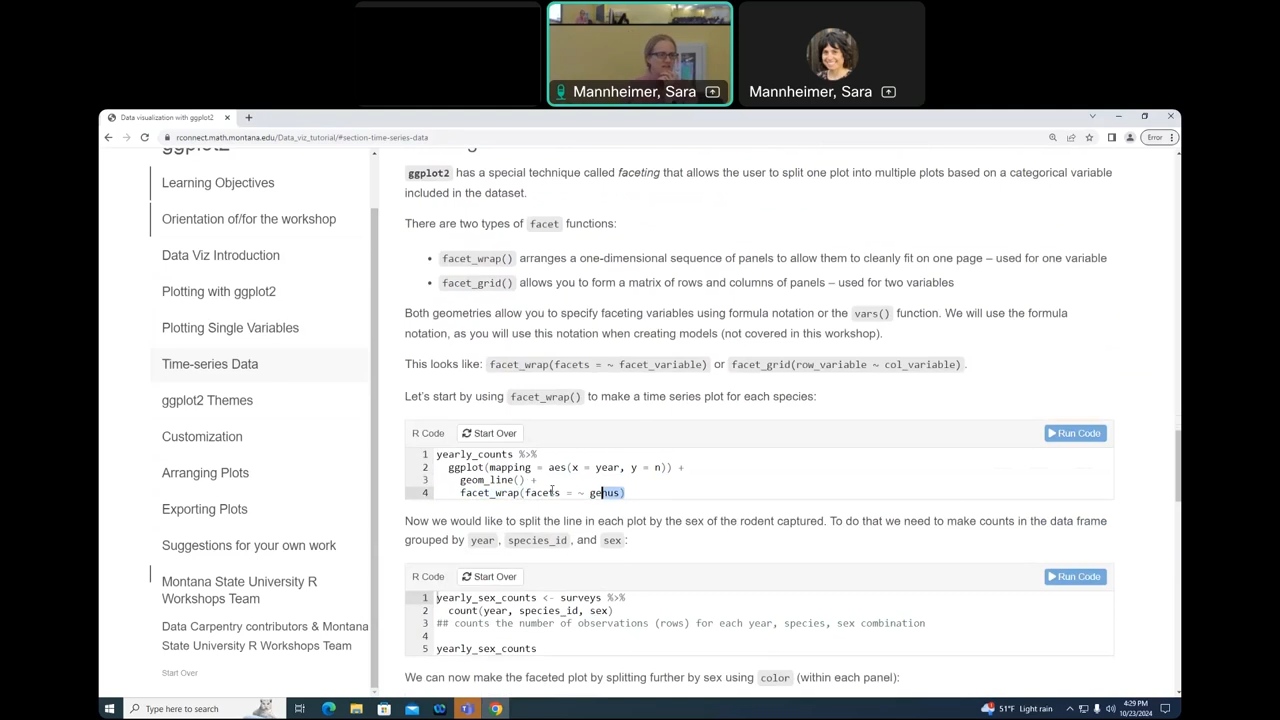 Mannheimer, Sara
Mannheimer, Sara
Data visualization with ggplot2
rconnect.math.montana.edu/Data_viz_tutorial/#section-time-series-data
Error
Learning Objectives
Orientation of/for the workshop
Data Viz Introduction
Plotting with ggplot2
Plotting Single Variables
Time-series Data
ggplot2 Themes
Customization
Arranging Plots
Exporting Plots
Suggestions for your own work
Montana State University R
Workshops Team
Data Carpentry contributors & Montana
State University R Workshops Team
Start Over
ggplot2 has a special technique called faceting that allows the user to split one plot into multiple plots based on a categorical variable
included in the dataset.
There are two types of facet functions:
• facet_wrap() arranges a one-dimensional sequence of panels to allow them to cleanly fit on one page – used for one variable
• facet_grid() allows you to form a matrix of rows and columns of panels – used for two variables
Both geometries allow you to specify faceting variables using formula notation or the vars() function. We will use the formula
notation, as you will use this notation when creating models (not covered in this workshop).
This looks like: facet_wrap(facets = ~ facet_variable) or facet_grid(row_variable ~ col_variable).
Let's start by using facet_wrap() to make a time series plot for each species:
R Code Start Over Run Code
1 yearly_counts %>%
2 ggplot(mapping = aes(x = year, y = n)) +
3 geom_line() +
4 facet_wrap(facets = ~ genus)
Now we would like to split the line in each plot by the sex of the rodent captured. To do that we need to make counts in the data frame
grouped by year, species_id, and sex:
R Code Start Over Run Code
1 yearly_sex_counts <- surveys %>%
2 count(year, species_id, sex)
3 ## counts the number of observations (rows) for each year, species, sex combination
4
5 yearly_sex_counts
We can now make the faceted plot by splitting further by sex using color (within each panel):
Type here to search
51°F Light rain
4:29 PM
10/23/2024